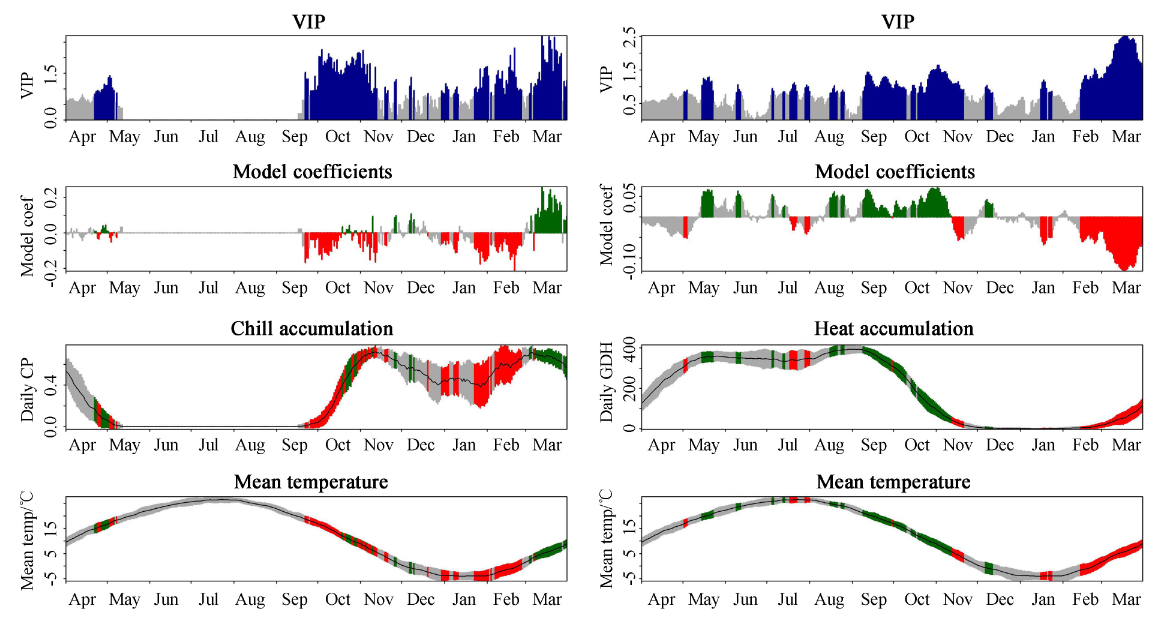 VIP
VIP
0.0 1.5
Apr May Jun Jul Aug Sep Oct Nov Dec Jan Feb Mar
VIP
VIP
0.5 1.5 2.5
Apr May Jun Jul Aug Sep Oct Nov Dec Jan Feb Mar
Model coefficients
Model coef
-0.2 0.0 0.2
Apr May Jun Jul Aug Sep Oct Nov Dec Jan Feb Mar
Model coefficients
Model coef
-0.10 0.05
Apr May Jun Jul Aug Sep Oct Nov Dec Jan Feb Mar
Chill accumulation
Daily CP
0.0 0.4
Apr May Jun Jul Aug Sep Oct Nov Dec Jan Feb Mar
Heat accumulation
Daily GDH
0 200 400
Apr May Jun Jul Aug Sep Oct Nov Dec Jan Feb Mar
Mean temperature
Mean temp/℃
-5 5 15
Apr May Jun Jul Aug Sep Oct Nov Dec Jan Feb Mar
Mean temperature
Mean temp/℃
-5 5 15
Apr May Jun Jul Aug Sep Oct Nov Dec Jan Feb Mar